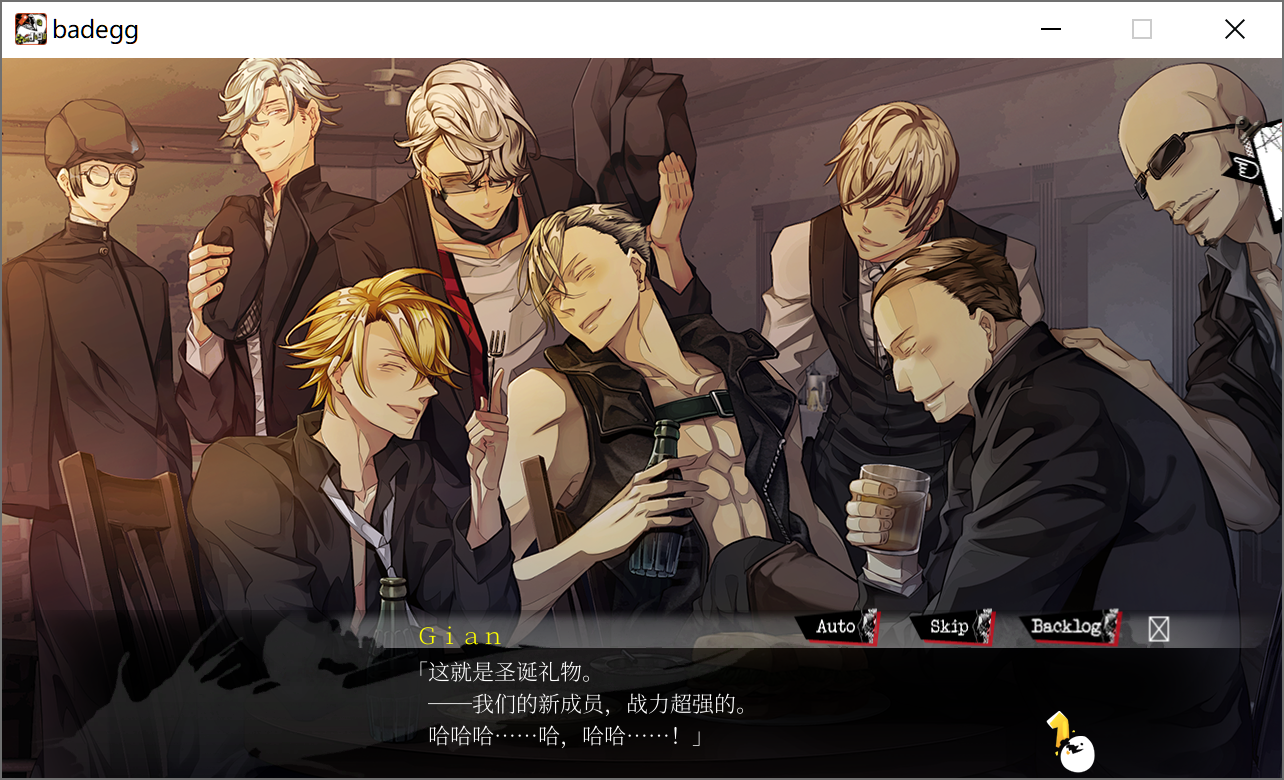 badegg
Auto
Skip
Backlog
Gian
「这就是圣诞礼物。
——我们的新成员，战力超强的。
哈哈哈……哈，哈哈……！」